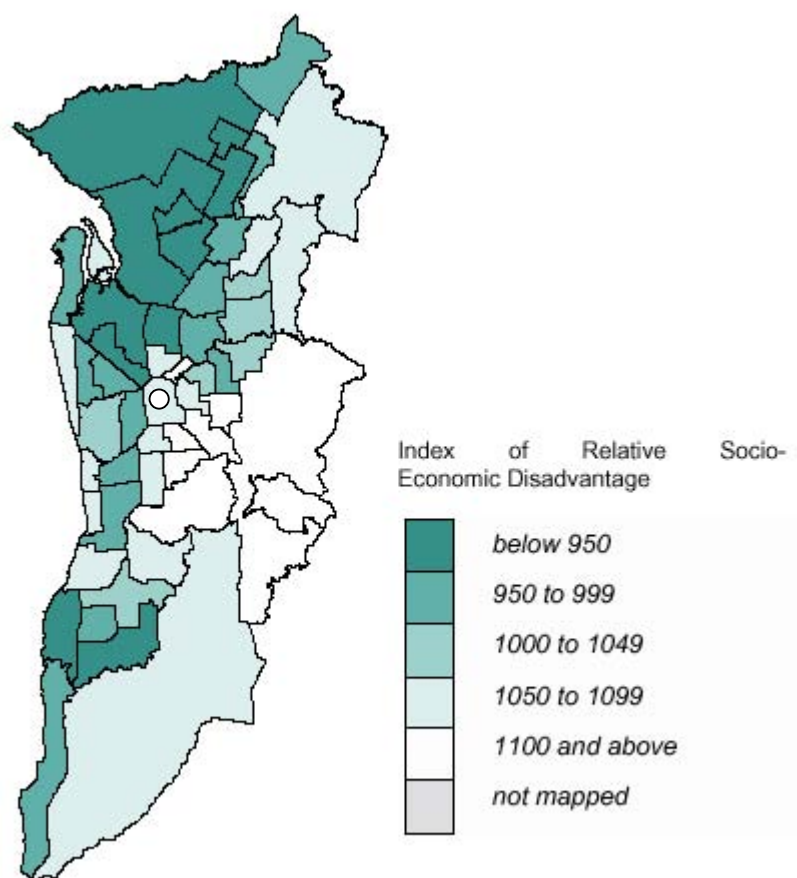 Index of Relative Socio-
Economic Disadvantage
below 950
950 to 999
1000 to 1049
1050 to 1099
1100 and above
not mapped